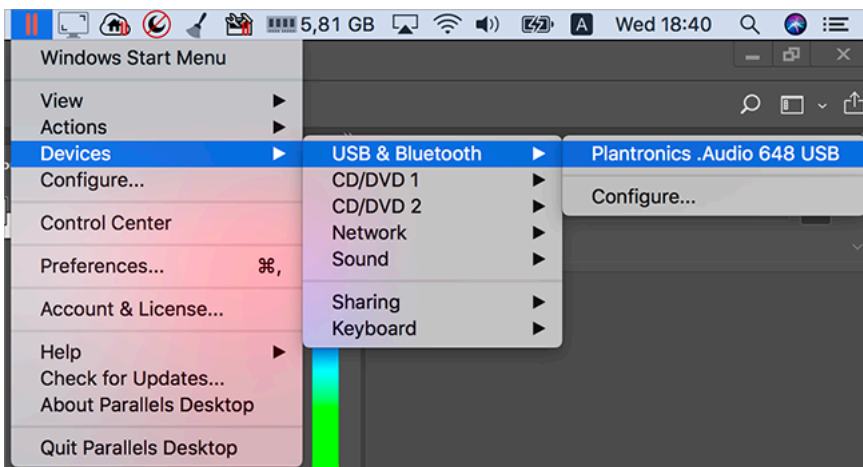 5,81 GB A Wed 18:40
Windows Start Menu
View
Actions
Devices
Configure...
Control Center
Preferences... ⌘,
Account & License...
Help
Check for Updates...
About Parallels Desktop
Quit Parallels Desktop
USB & Bluetooth
CD/DVD 1
CD/DVD 2
Network
Sound
Sharing
Keyboard
Plantronics .Audio 648 USB
Configure...